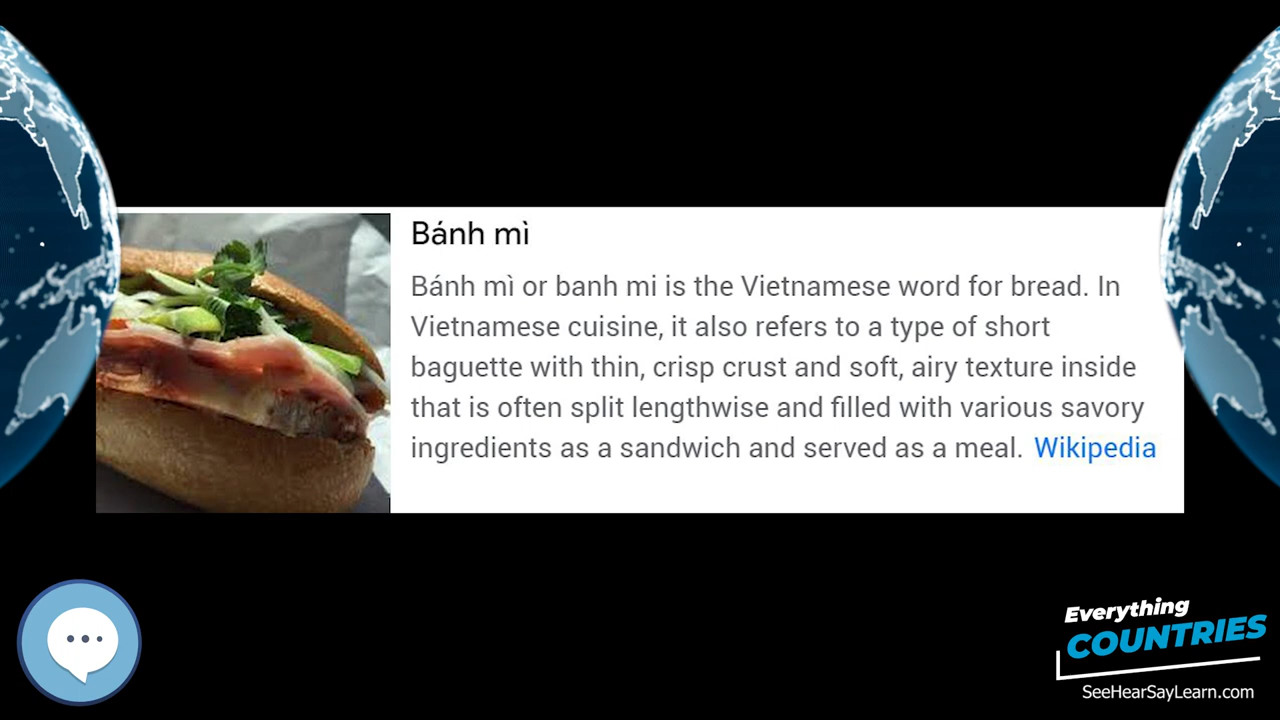 Bánh mì
Bánh mì or banh mi is the Vietnamese word for bread. In
Vietnamese cuisine, it also refers to a type of short
baguette with thin, crisp crust and soft, airy texture inside
that is often split lengthwise and filled with various savory
ingredients as a sandwich and served as a meal. Wikipedia
Everything
COUNTRIES
SeeHearSayLearn.com